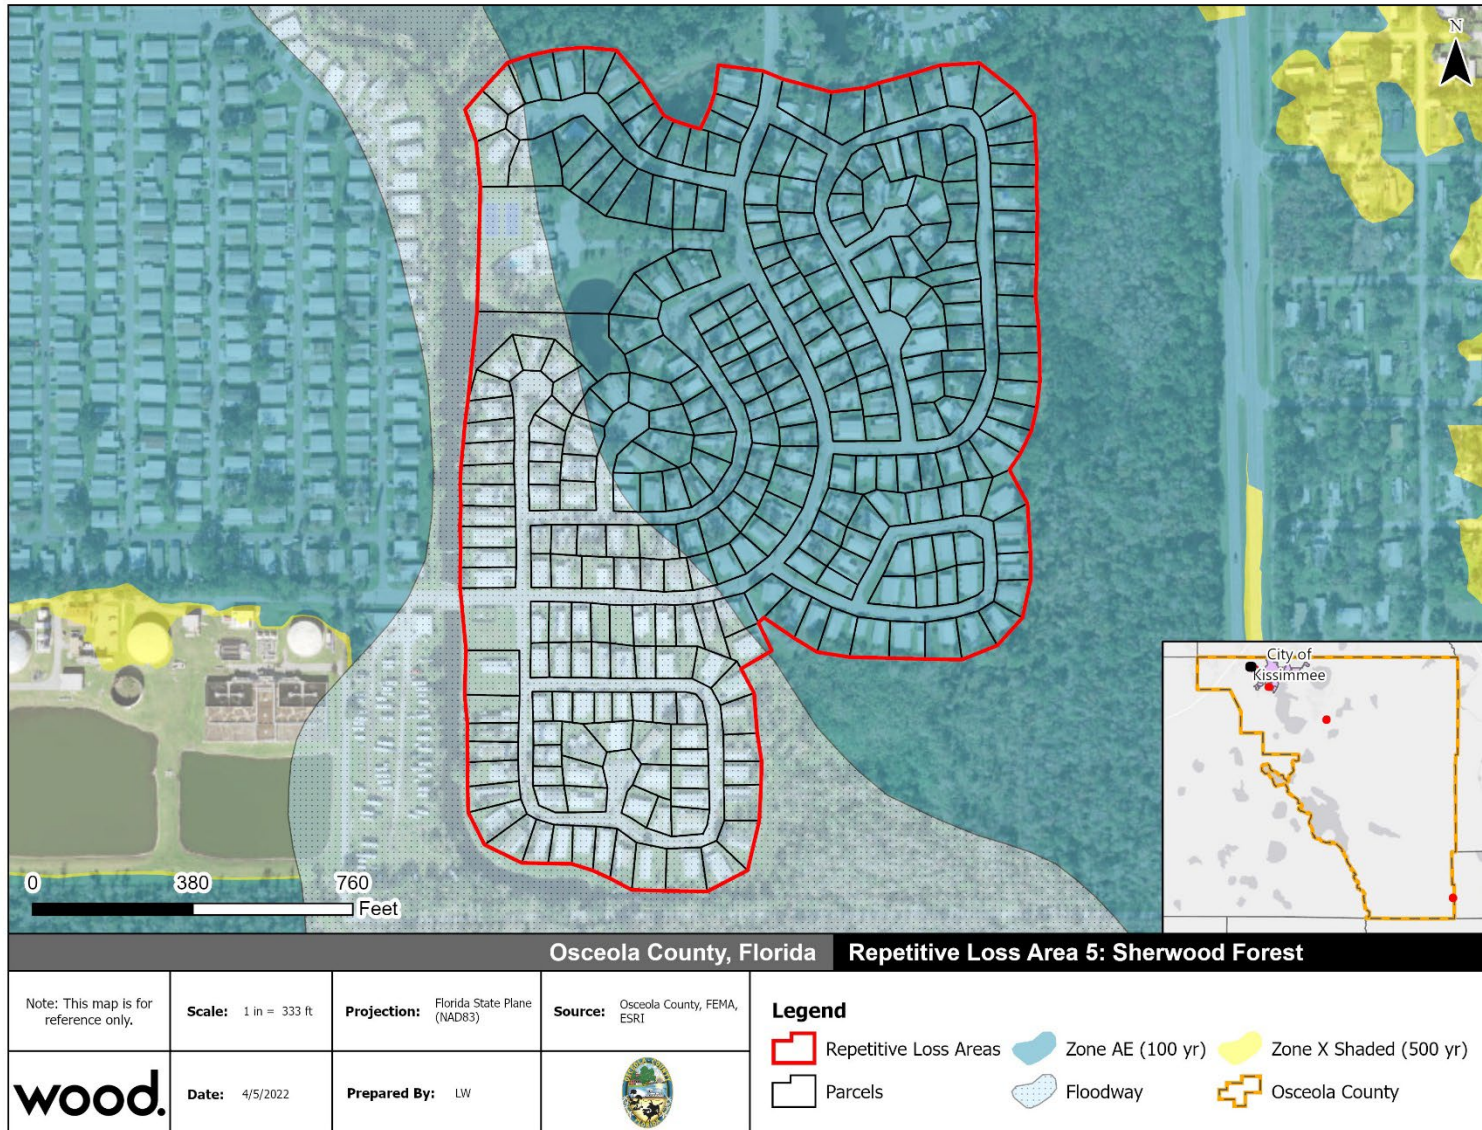 N
City of
Kissimmee
0 380 760
Feet
Osceola County, Florida Repetitive Loss Area 5: Sherwood Forest
Note: This map is for
reference only.
Scale: 1 in = 333 ft
Projection: Florida State Plane
(NAD83)
Source: Osceola County, FEMA,
ESRI
wood.
Date: 4/5/2022
Prepared By: LW
Legend
Repetitive Loss Areas
Zone AE (100 yr)
Zone X Shaded (500 yr)
Parcels
Floodway
Osceola County